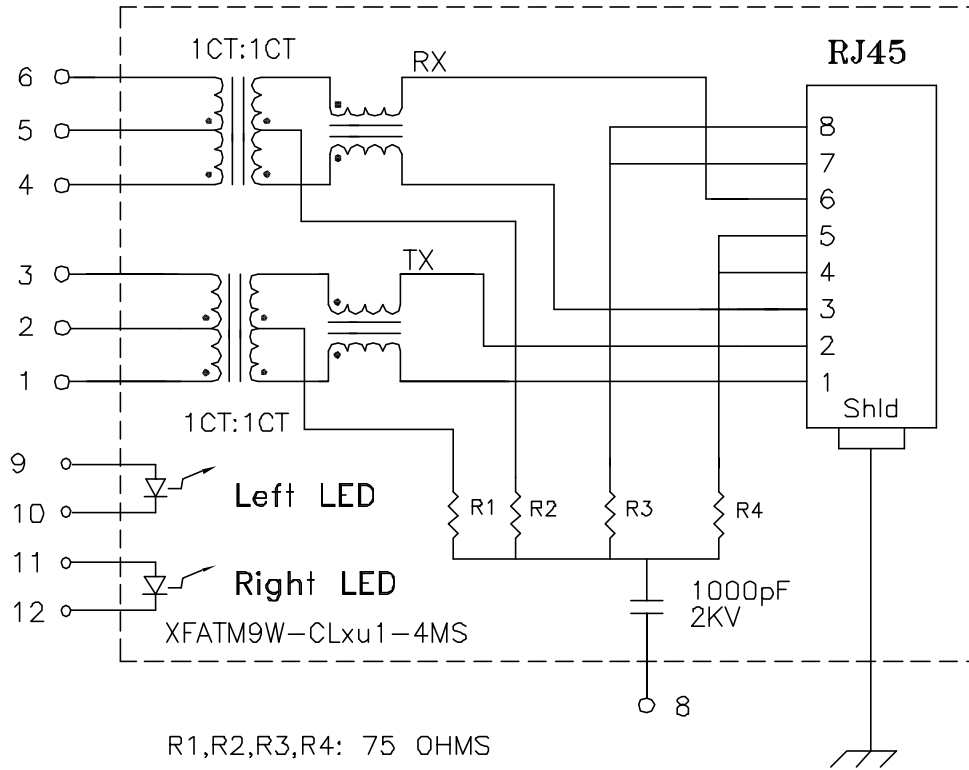 1CT:1CT
RX
RJ45
6
5
4
3
2
1
TX
8
7
6
5
4
3
2
1
Shld
1CT:1CT
9
10
Left LED
11
12
Right LED
R1
R2
R3
R4
1000pF
2KV
XFATM9W-CLxu1-4MS
8
R1,R2,R3,R4: 75 OHMS